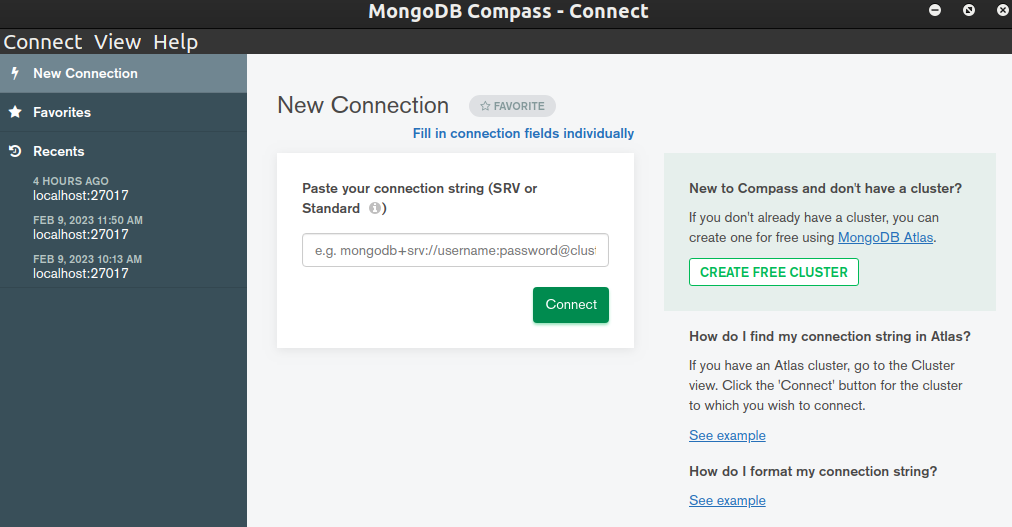 MongoDB Compass - Connect
Connect View Help
New Connection
Favorites
Recents
4 HOURS AGO
localhost:27017
FEB 9, 2023 11:50 AM
localhost:27017
FEB 9, 2023 10:13 AM
localhost:27017
New Connection
FAVORITE
Fill in connection fields individually
Paste your connection string (SRV or
Standard )
e.g. mongodb+srv://username:password@clust
Connect
New to Compass and don't have a cluster?
If you don't already have a cluster, you can
create one for free using MongoDB Atlas.
CREATE FREE CLUSTER
How do I find my connection string in Atlas?
If you have an Atlas cluster, go to the Cluster
view. Click the 'Connect' button for the cluster
to which you wish to connect.
See example
How do I format my connection string?
See example